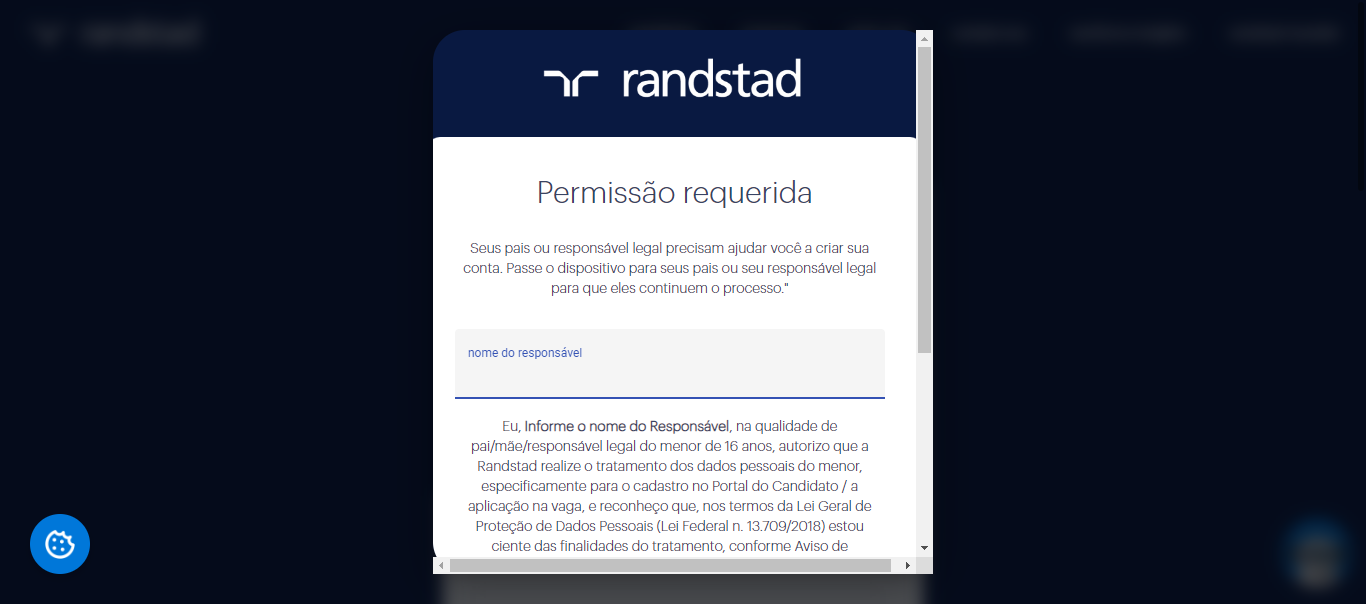 randstad
Permissão requerida
Seus pais ou responsável legal precisam ajudar você a criar sua
conta. Passe o dispositivo para seus pais ou seu responsável legal
para que eles continuem o processo."
nome do responsável
Eu, Informe o nome do Responsável, na qualidade de
pai/mãe/responsável legal do menor de 16 anos, autorizo que a
Randstad realize o tratamento dos dados pessoais do menor,
especificamente para o cadastro no Portal do Candidato / a
aplicação na vaga, e reconheço que, nos termos da Lei Geral de
Proteção de Dados Pessoais (Lei Federal n. 13.709/2018) estou
ciente das finalidades do tratamento, conforme Aviso de